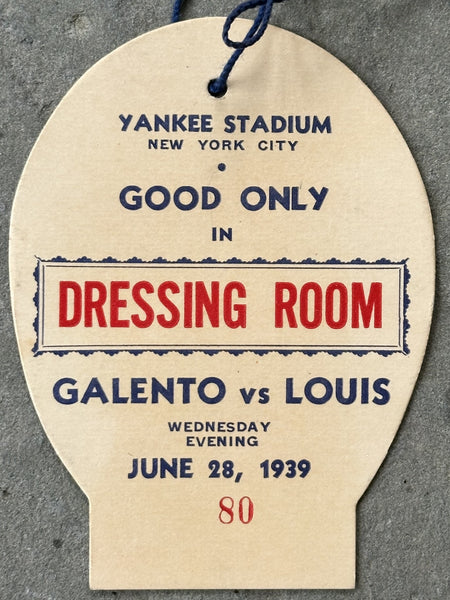 YANKEE STADIUM
NEW YORK CITY
•
GOOD ONLY
IN
DRESSING ROOM
GALENTO vs LOUIS
WEDNESDAY
EVENING
JUNE 28, 1939
80